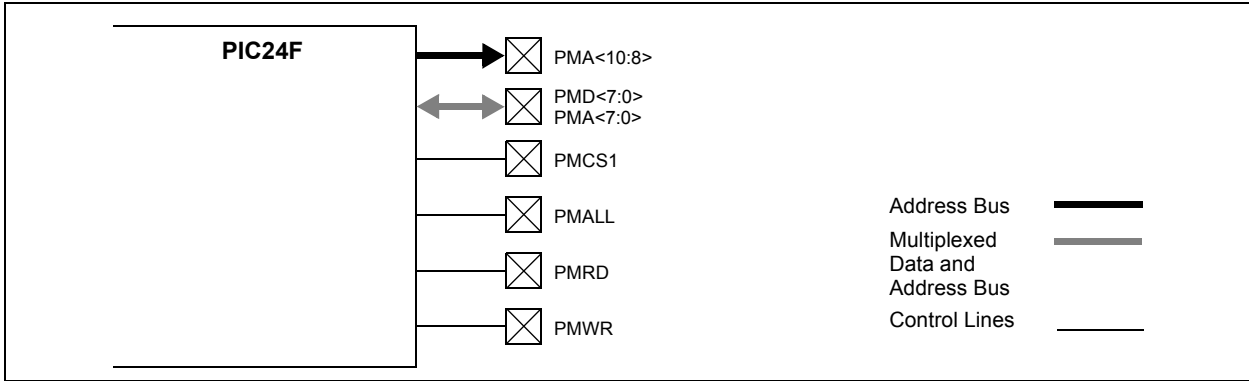 PIC24F
PMA<10:8>
PMD<7:0>
PMA<7:0>
PMCS1
PMALL
PMRD
PMWR
Address Bus
Multiplexed
Data and
Address Bus
Control Lines